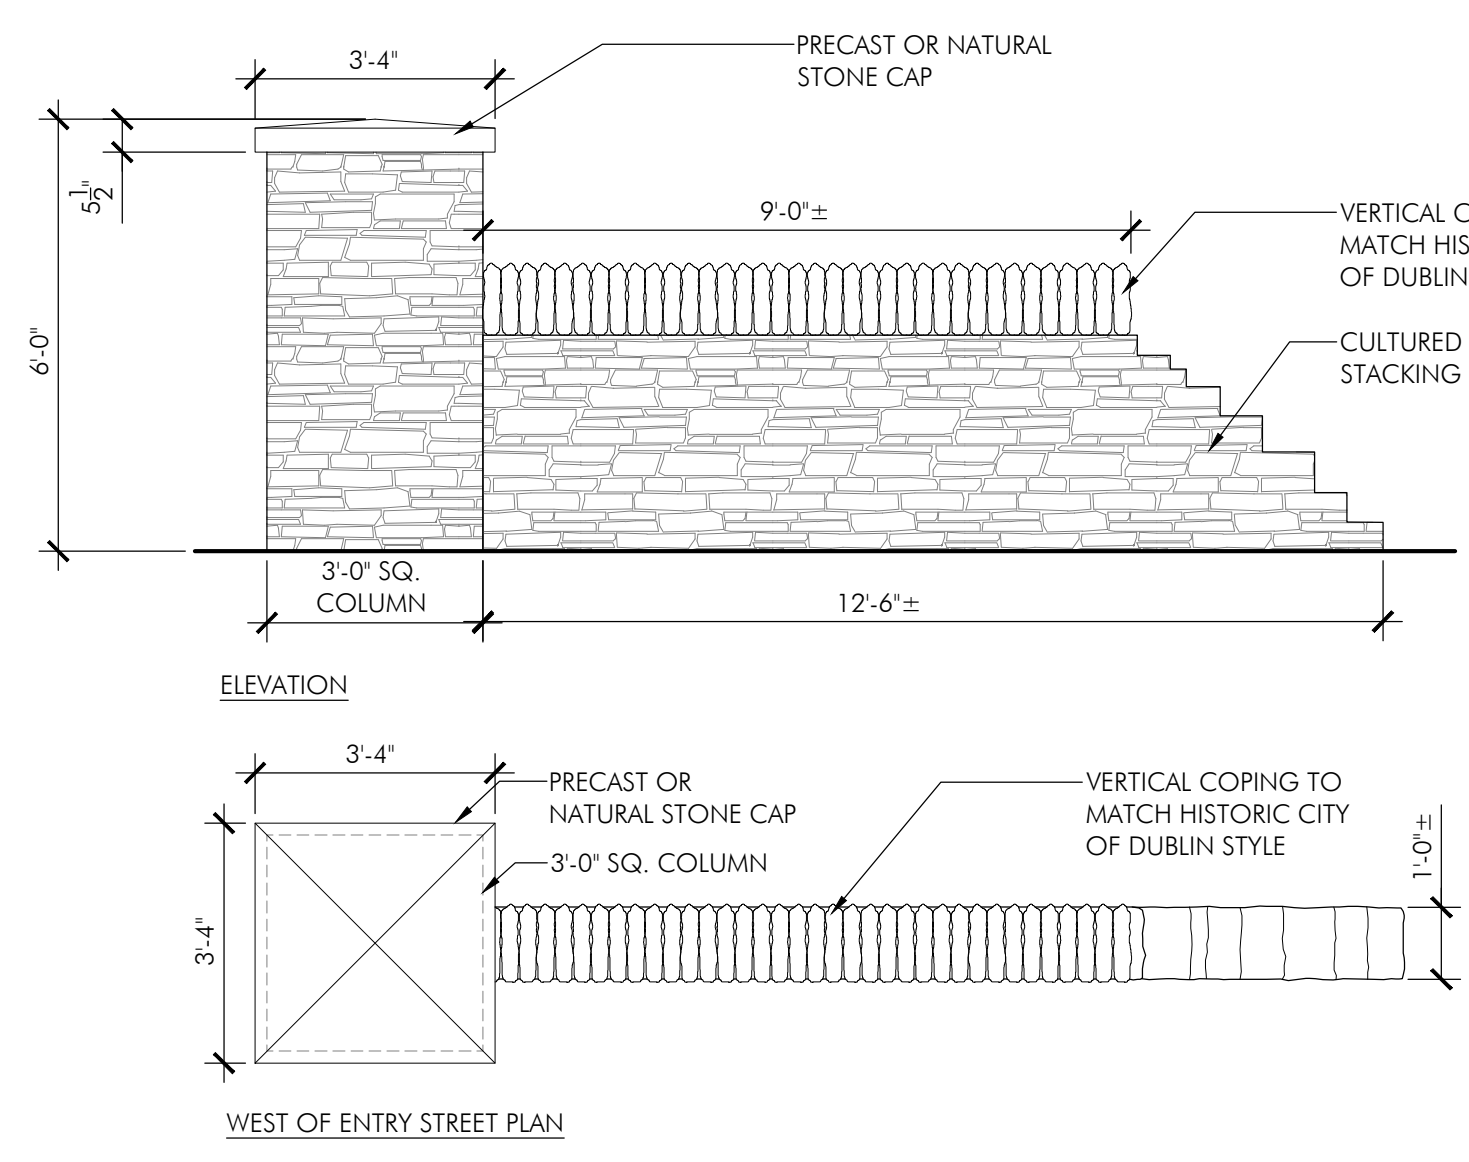 3'-4"
PRECAST OR NATURAL
STONE CAP
5 1/2"
9'-0"±
VERTICAL
MATCH
OF DUBLIN
6'-0"
CULTURED
STACKING
3'-0" SQ.
COLUMN
12'-6"±
ELEVATION
3'-4"
PRECAST OR
NATURAL STONE CAP
VERTICAL COPING TO
MATCH HISTORIC CITY
OF DUBLIN STYLE
1'-0"±
3'-0" SQ. COLUMN
3'-4"
WEST OF ENTRY STREET PLAN